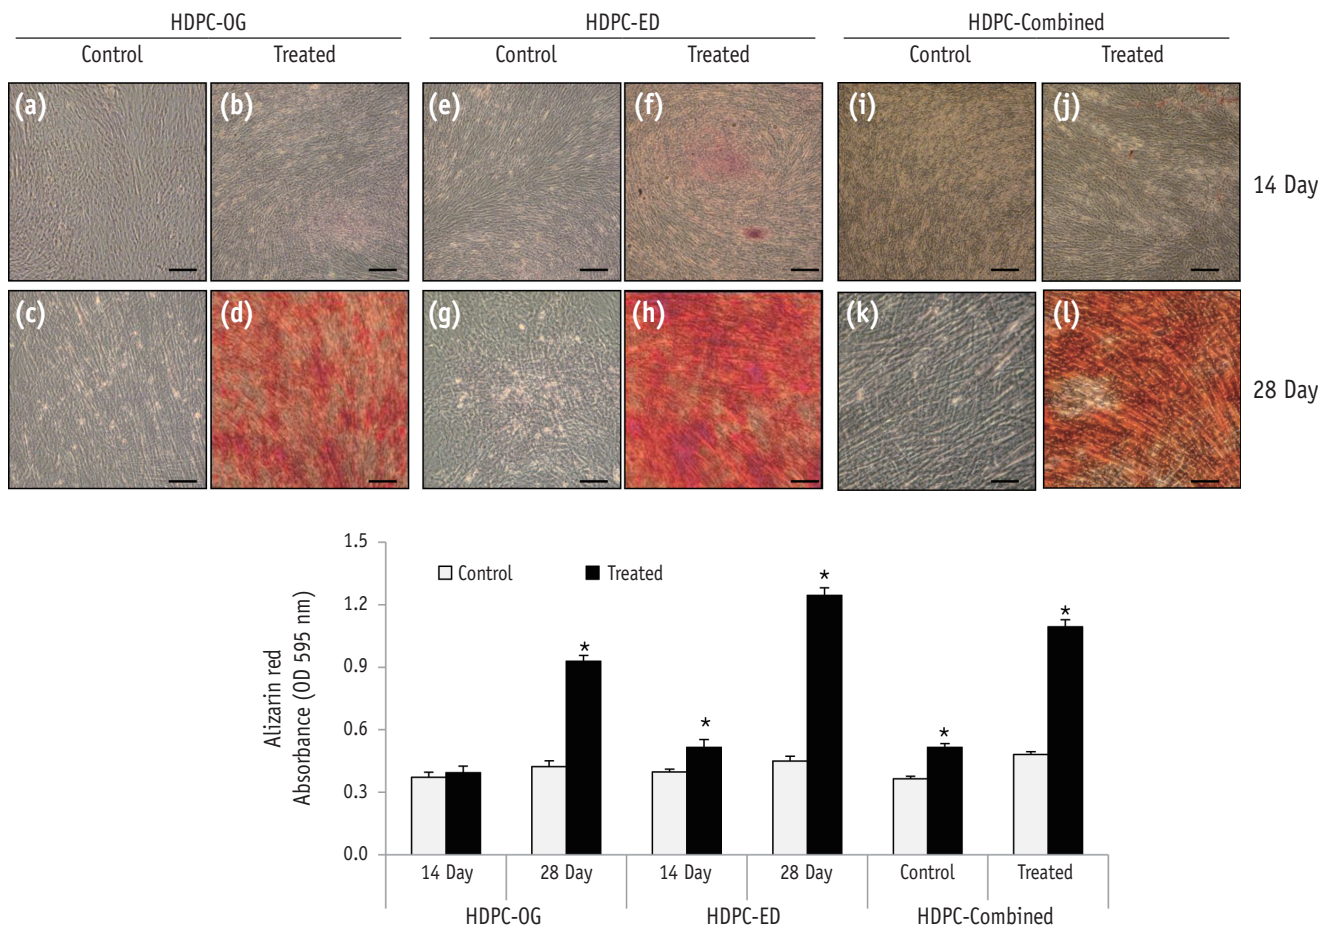 HDPC-OG HDPC-ED HDPC-Combined
Control Treated Control Treated Control Treated
(a) (b) (e) (f) (i) (j)
14 Day
(c) (d) (g) (h) (k) (l)
28 Day
1.5
Control Treated
1.2
0.9
0.6
0.3
0.0
Alizarin red
Absorbance (OD 595 nm)
* * * * *
14 Day 28 Day 14 Day 28 Day Control Treated
HDPC-OG HDPC-ED HDPC-Combined